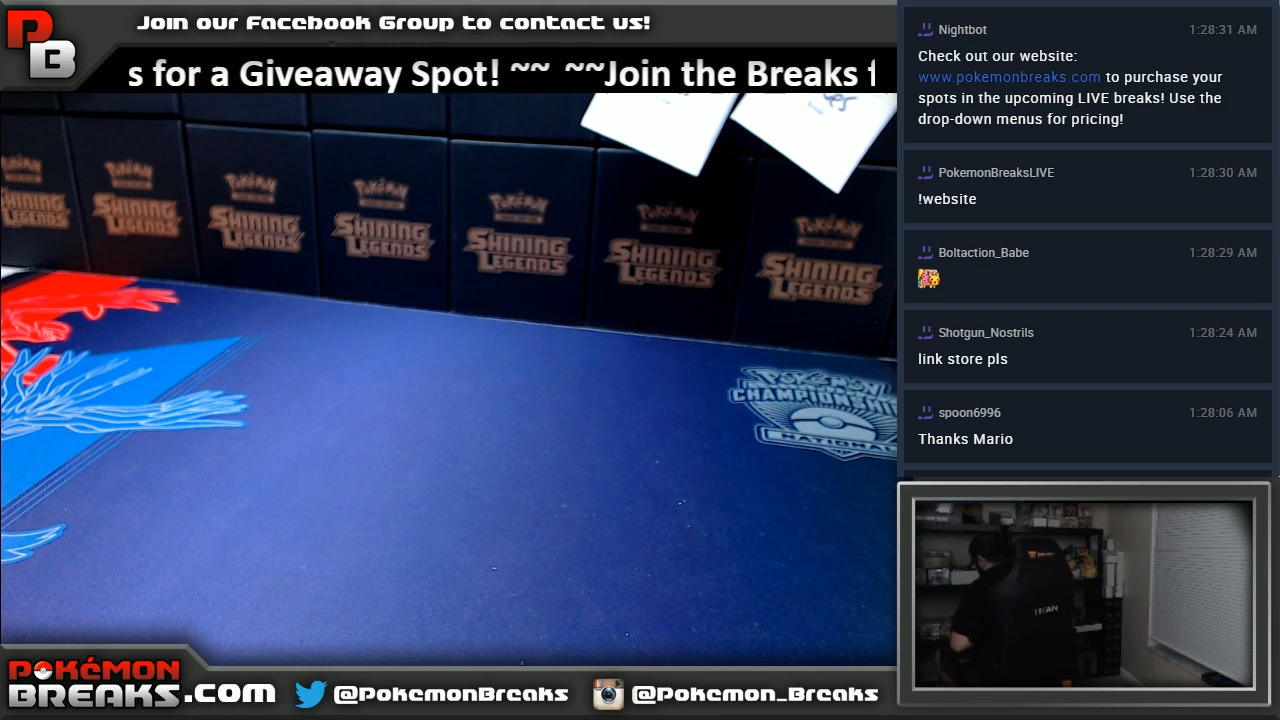 PB
Join our Facebook Group to contact us!
s for a Giveaway Spot! ~~ ~~Join the Breaks f
Pokémon
SHINING
LEGENDS
Pokémon
SHINING
LEGENDS
Pokémon
SHINING
LEGENDS
Pokémon
SHINING
LEGENDS
Pokémon
SHINING
LEGENDS
Pokémon
SHINING
LEGENDS
Pokémon
SHINING
LEGENDS
POKÉMON
CHAMPIONSHIP
NATIONAL
Nightbot 1:28:31 AM
Check out our website:
www.pokemonbreaks.com to purchase your
spots in the upcoming LIVE breaks! Use the
drop-down menus for pricing!
PokemonBreaksLIVE 1:28:30 AM
!website
Boltaction_Babe 1:28:29 AM
Shotgun_Nostrils 1:28:24 AM
link store pls
spoon6996 1:28:06 AM
Thanks Mario
TITAN
POKéMON
BREAKS.COM
@PokemonBreaks
@Pokemon_Breaks